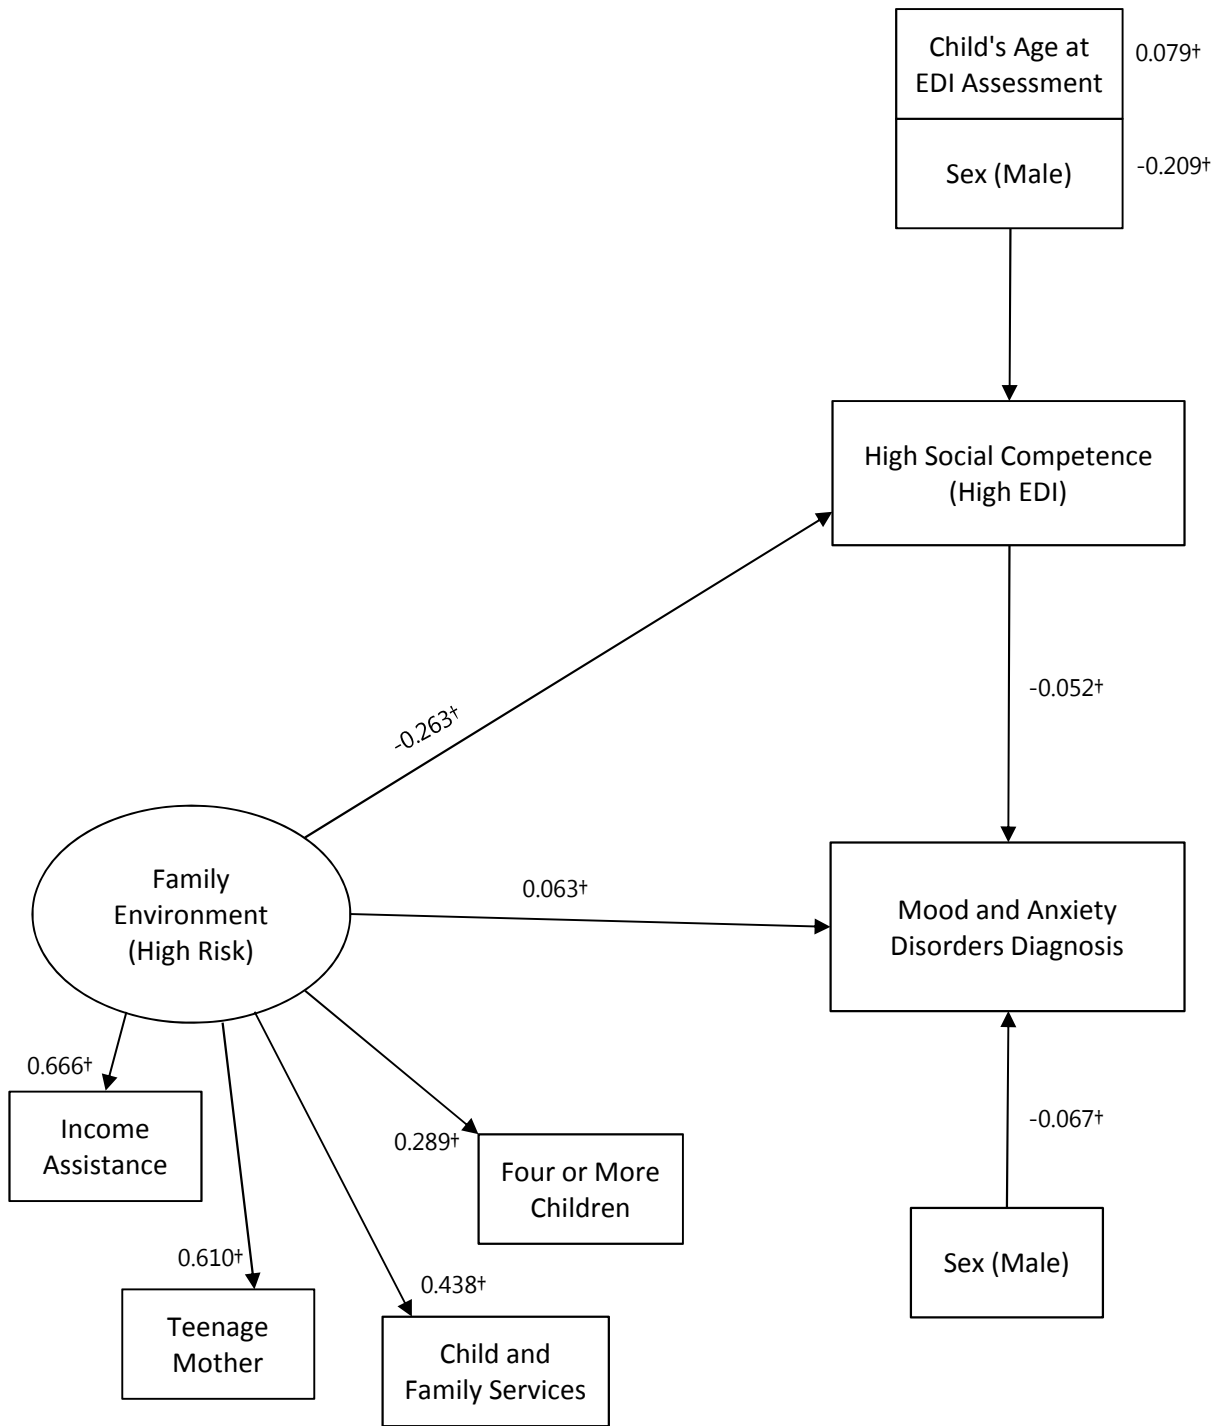 Child's Age at
EDI Assessment
0.079†
Sex (Male)
-0.209†
High Social Competence
(High EDI)
-0.263†
-0.052†
Family
Environment
(High Risk)
0.063†
Mood and Anxiety
Disorders Diagnosis
0.666†
Income
Assistance
0.289†
Four or More
Children
-0.067†
Sex (Male)
0.610†
Teenage
Mother
0.438†
Child and
Family Services